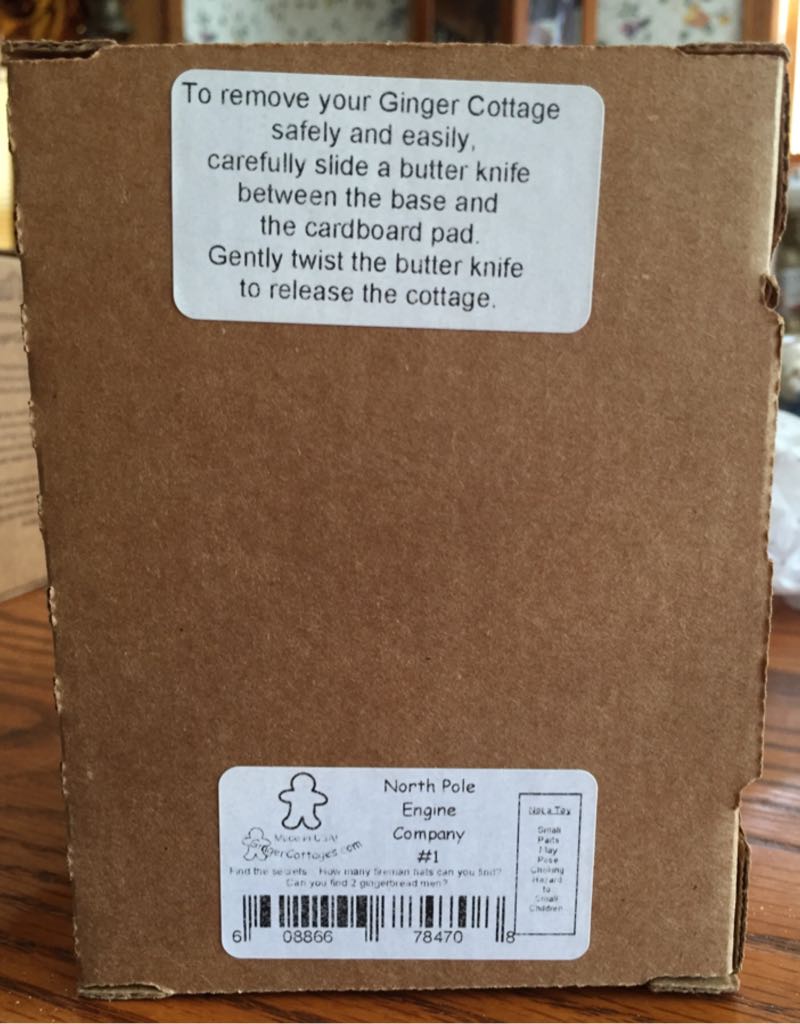 To remove your Ginger Cottage
safely and easily,
carefully slide a butter knife
between the base and
the cardboard pad.
Gently twist the butter knife
to release the cottage.
North Pole
Engine
Company
#1
Made in USA!
GingerCottages.com
Find the secrets. How many fireman hats can you find?
Can you find 2 gingerbread men?
Not a Toy
Small
Parts
May
Pose
Choking
Hazard
to
Small
Children
6 08866 78470 8